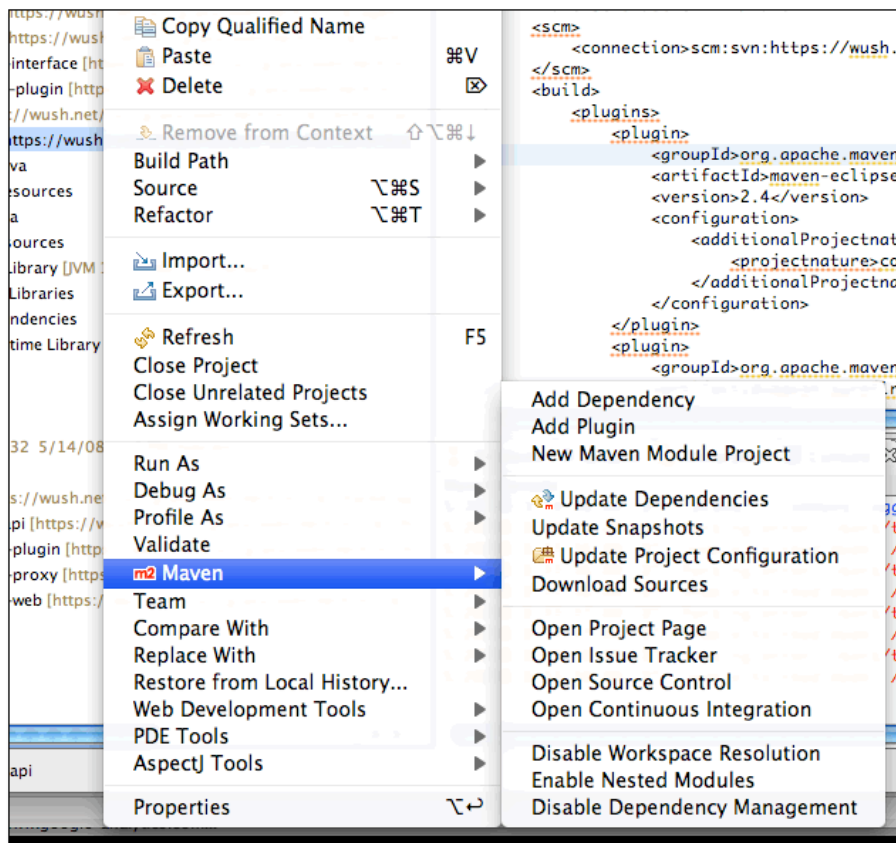 https://wush
-interface [ht
-plugin [http
://wush.net/
https://wush
va
esources
a
sources
Library [JVM
Libraries
ndencies
time Library
32 5/14/08
s://wush.ne
api [https://w
-plugin [http
-proxy [https
-web [https:/
api
Copy Qualified Name
Paste ⌘V
Delete ⌦
Remove from Context ⇧⌥⌘↓
Build Path
Source ⌥⌘S
Refactor ⌥⌘T
Import...
Export...
Refresh F5
Close Project
Close Unrelated Projects
Assign Working Sets...
Run As
Debug As
Profile As
Validate
m2 Maven
Team
Compare With
Replace With
Restore from Local History...
Web Development Tools
PDE Tools
AspectJ Tools
Properties ⌥↩
<scm>
<connection>scm:svn:https://wush.
</scm>
<build>
<plugins>
<plugin>
<groupId>org.apache.maven
<artifactId>maven-eclipse
<version>2.4</version>
<configuration>
<additionalProjectnat
<projectnature>co
</additionalProjectna
</configuration>
</plugin>
<plugin>
<groupId>org.apache.maven
Add Dependency
Add Plugin
New Maven Module Project
Update Dependencies
Update Snapshots
Update Project Configuration
Download Sources
Open Project Page
Open Issue Tracker
Open Source Control
Open Continuous Integration
Disable Workspace Resolution
Enable Nested Modules
Disable Dependency Management